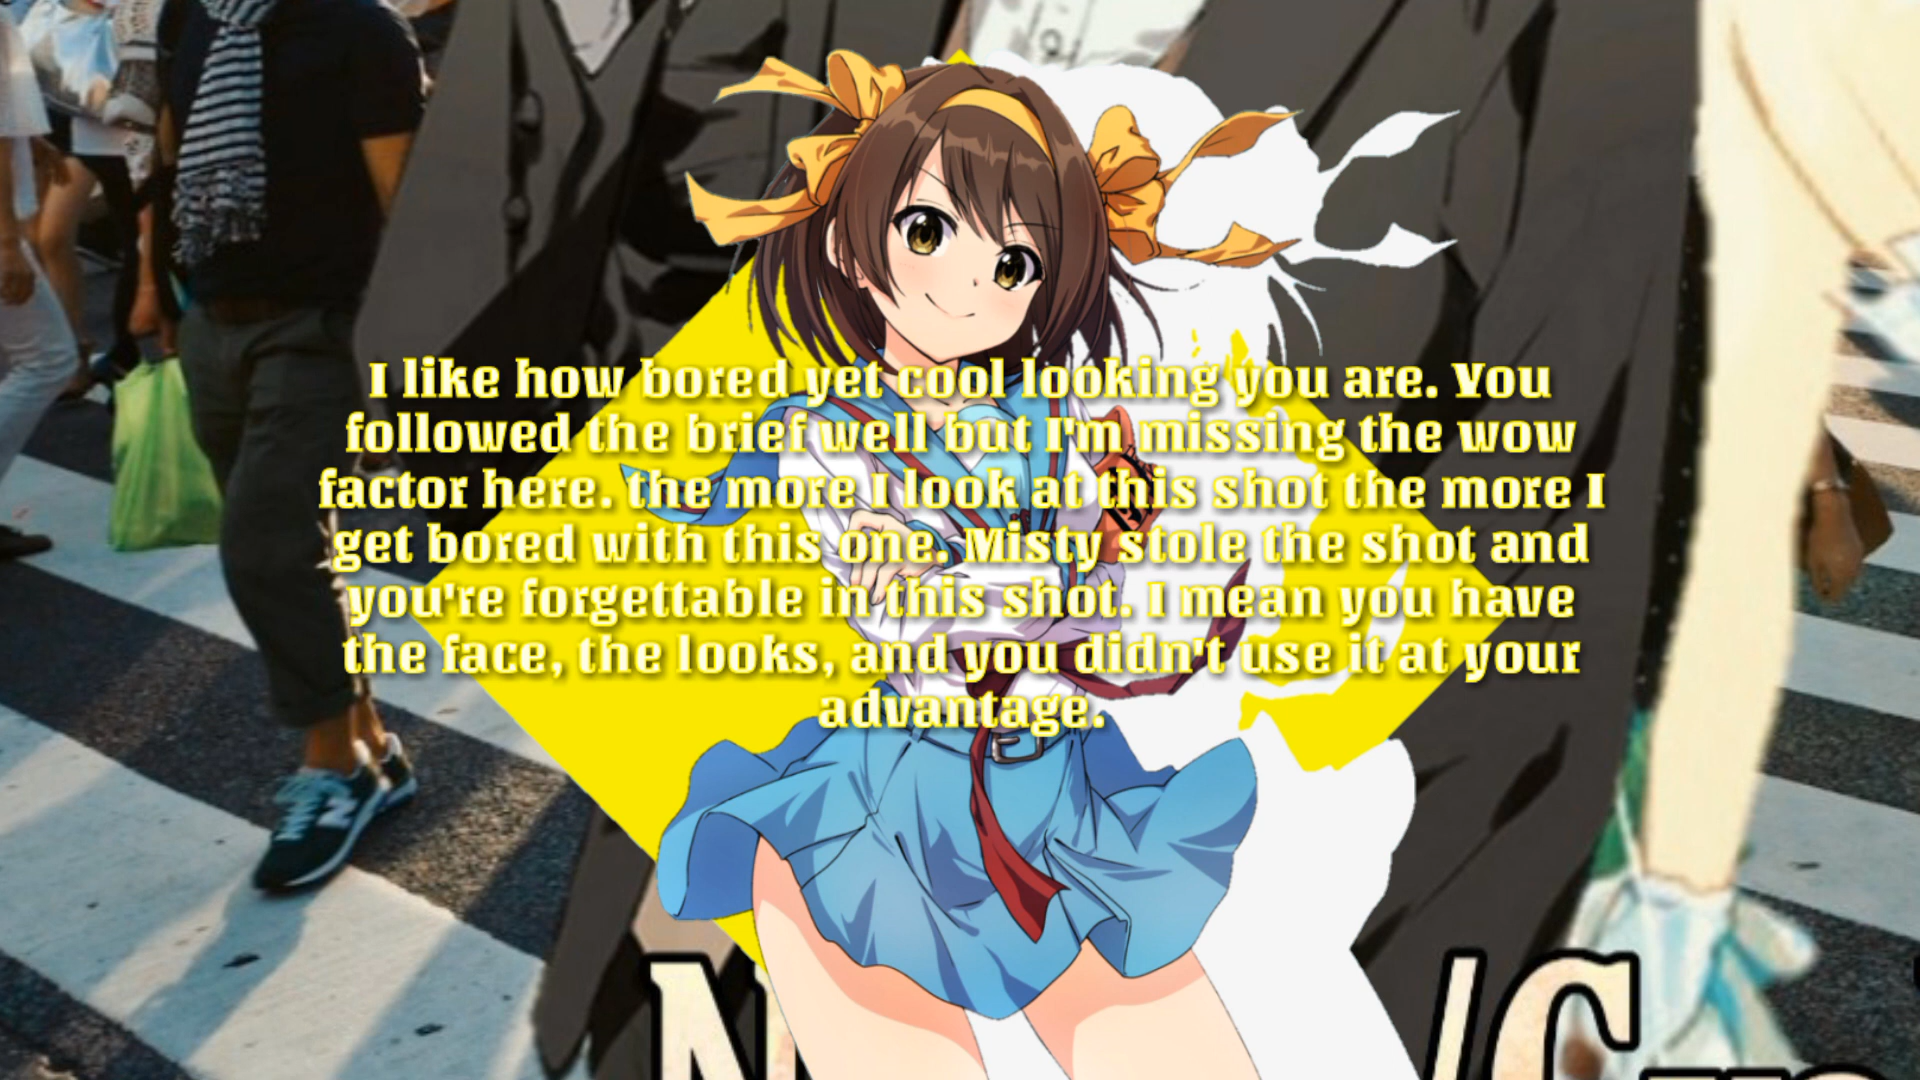 I like how bored yet cool looking you are. You
followed the brief well but I'm missing the wow
factor here. the more I look at this shot the more I
get bored with this one. Misty stole the shot and
you're forgettable in this shot. I mean you have
the face, the looks, and you didn't use it at your
advantage.